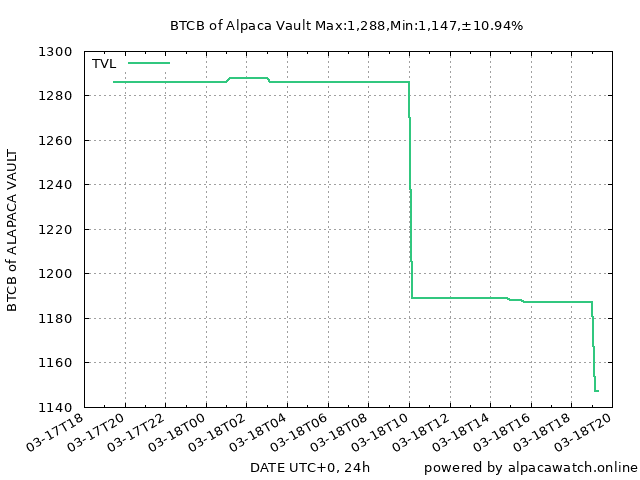 BTCB of Alpaca Vault Max:1,288,Min:1,147,±10.94%
TVL
1300
1280
1260
1240
1220
1200
1180
1160
1140
BTCB of ALAPACA VAULT
03-17T18
03-17T20
03-17T22
03-18T00
03-18T02
03-18T04
03-18T06
03-18T08
03-18T10
03-18T12
03-18T14
03-18T16
03-18T18
03-18T20
DATE UTC+0, 24h
powered by alpacawatch.online